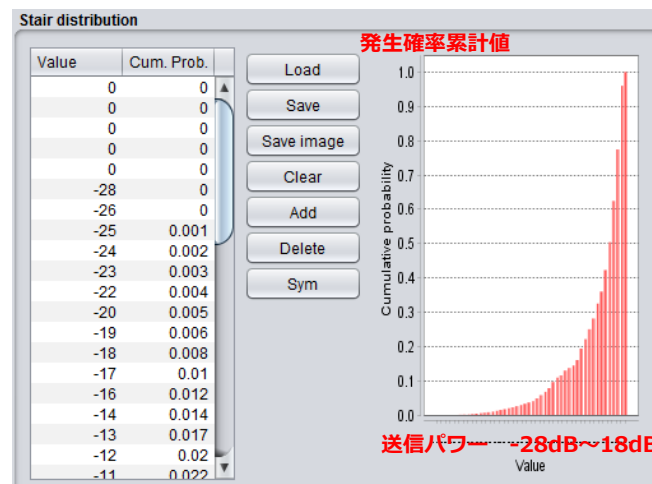 Stair distribution
発生確率累計値
Value Cum. Prob.
0 0
0 0
0 0
0 0
0 0
-28 0
-26 0
-25 0.001
-24 0.002
-23 0.003
-22 0.004
-20 0.005
-19 0.006
-18 0.008
-17 0.01
-16 0.012
-14 0.014
-13 0.017
-12 0.02
-11 0.022
Load
Save
Save image
Clear
Add
Delete
Sym
Cumulative probability
1.0
0.9
0.8
0.7
0.6
0.5
0.4
0.3
0.2
0.1
0.0
送信パワー -28dB～18dB
Value